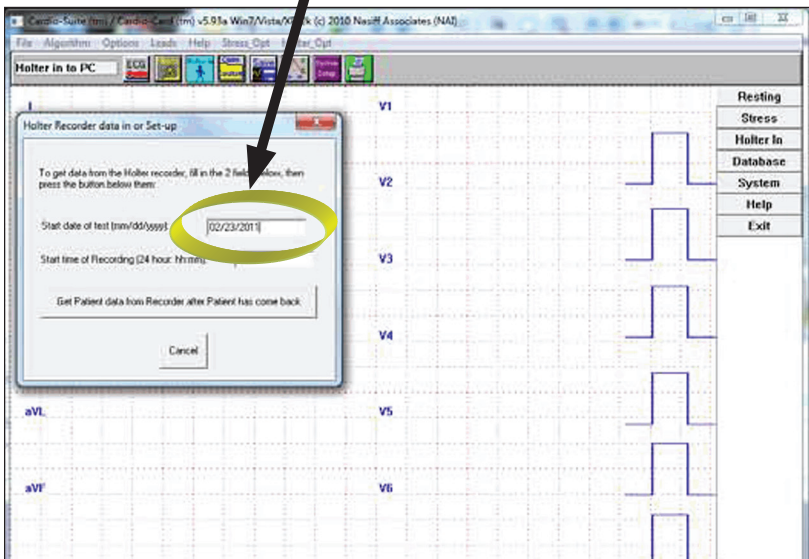 Cardio-Suite (tm) / Cardio-Card (tm) v5.93a Win7/Vista/XP (c) 2010 Nasiff Associates (NAI)
File Algorithm Options Leads Help Stress_Opt Holter_Opt
Holter in to PC ECG
Resting
Stress
Holter In
Database
System
Help
Exit
I
V1
Holter Recorder data in or Set-up
To get data from the Holter recorder, fill in the 2 fields below, then
press the button below them:
Start date of test (mm/dd/yyyy): 02/23/2011
Start time of Recording (24 hour: hh:mm):
Get Patient data from Recorder after Patient has come back
Cancel
V2
V3
V4
aVL
V5
aVF
V6